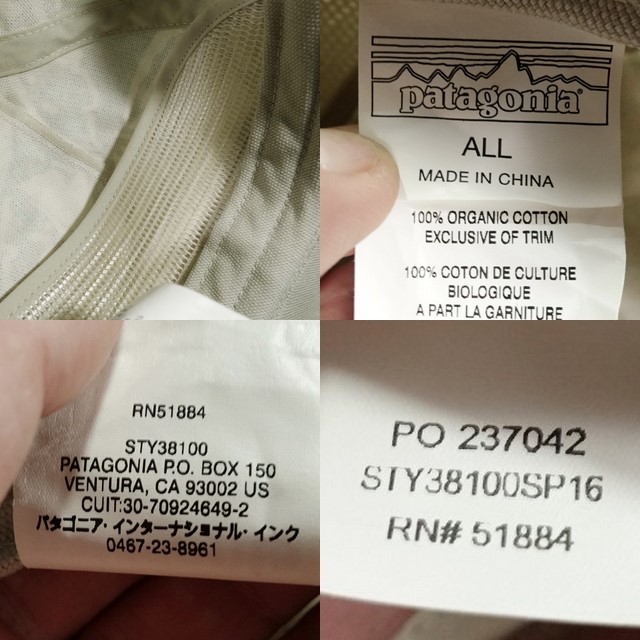 patagonia
ALL
MADE IN CHINA
100% ORGANIC COTTON
EXCLUSIVE OF TRIM
100% COTON DE CULTURE
BIOLOGIQUE
A PART LA GARNITURE
RN51884
STY38100
PATAGONIA P.O. BOX 150
VENTURA, CA 93002 US
CUIT:30-70924649-2
パタゴニア・インターナショナル・インク
0467-23-8961
PO 237042
STY38100SP16
RN# 51884